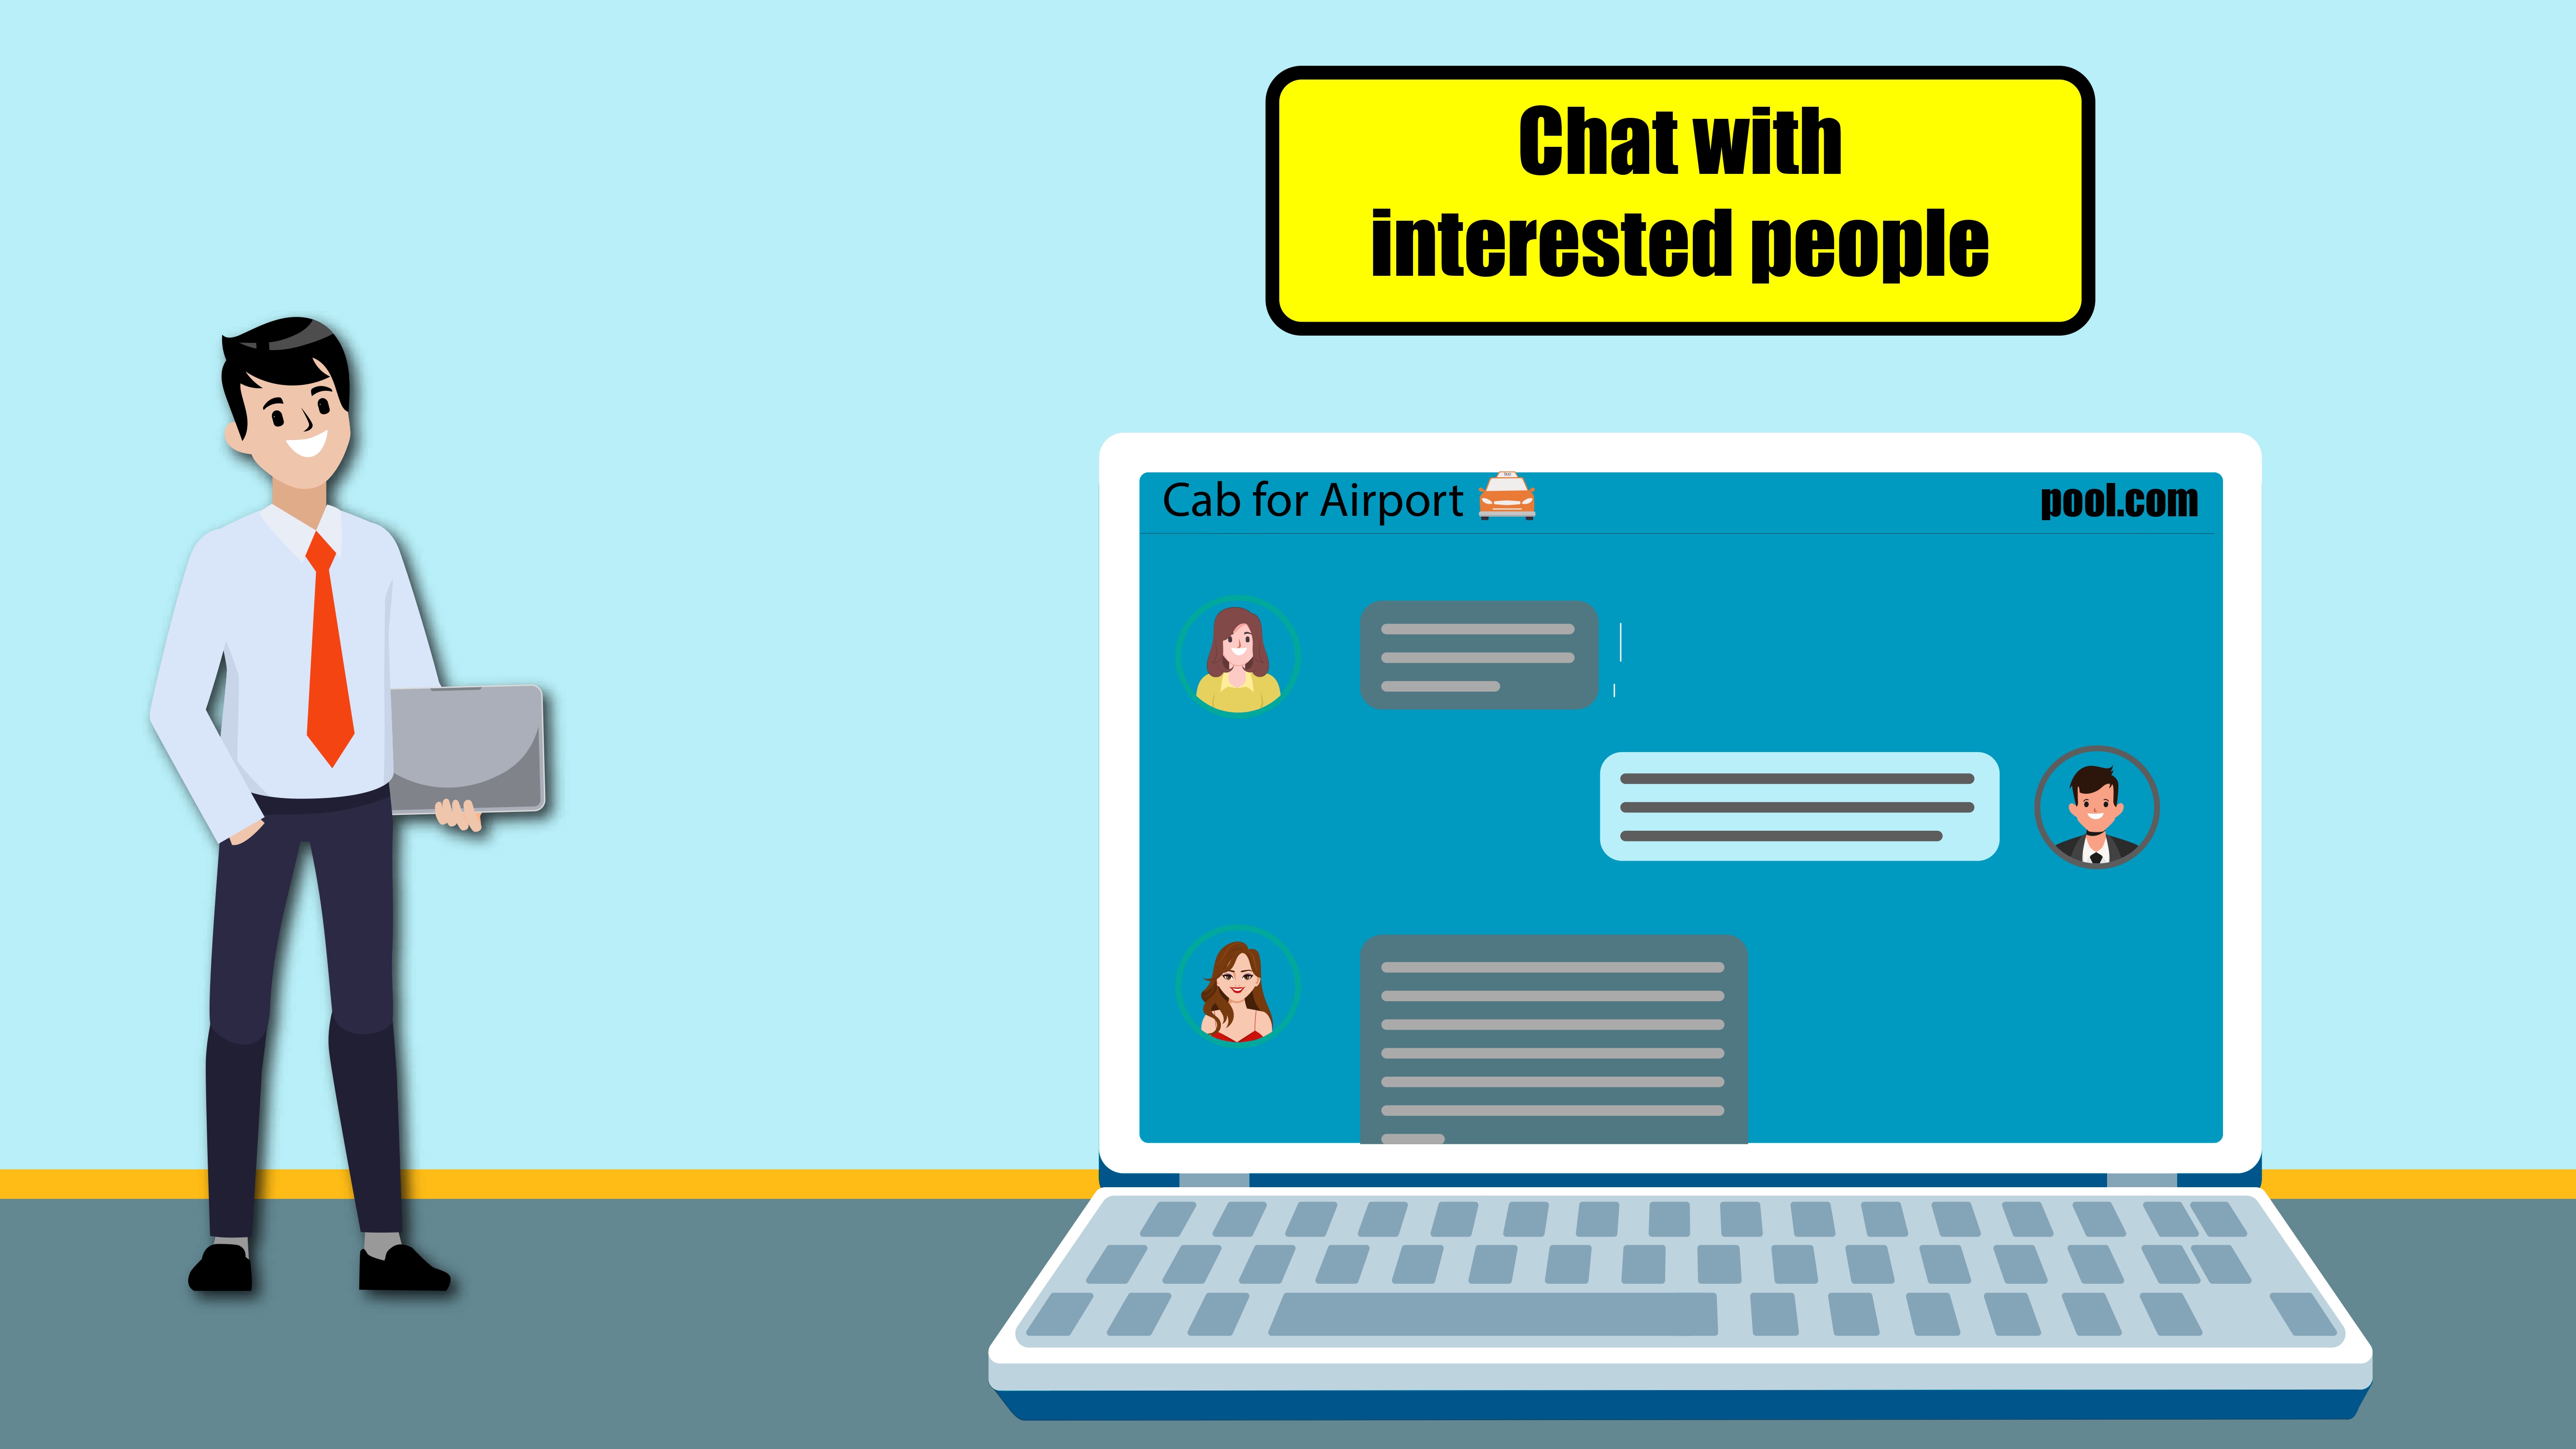 Chat with
interested people
Cab for Airport
pool.com